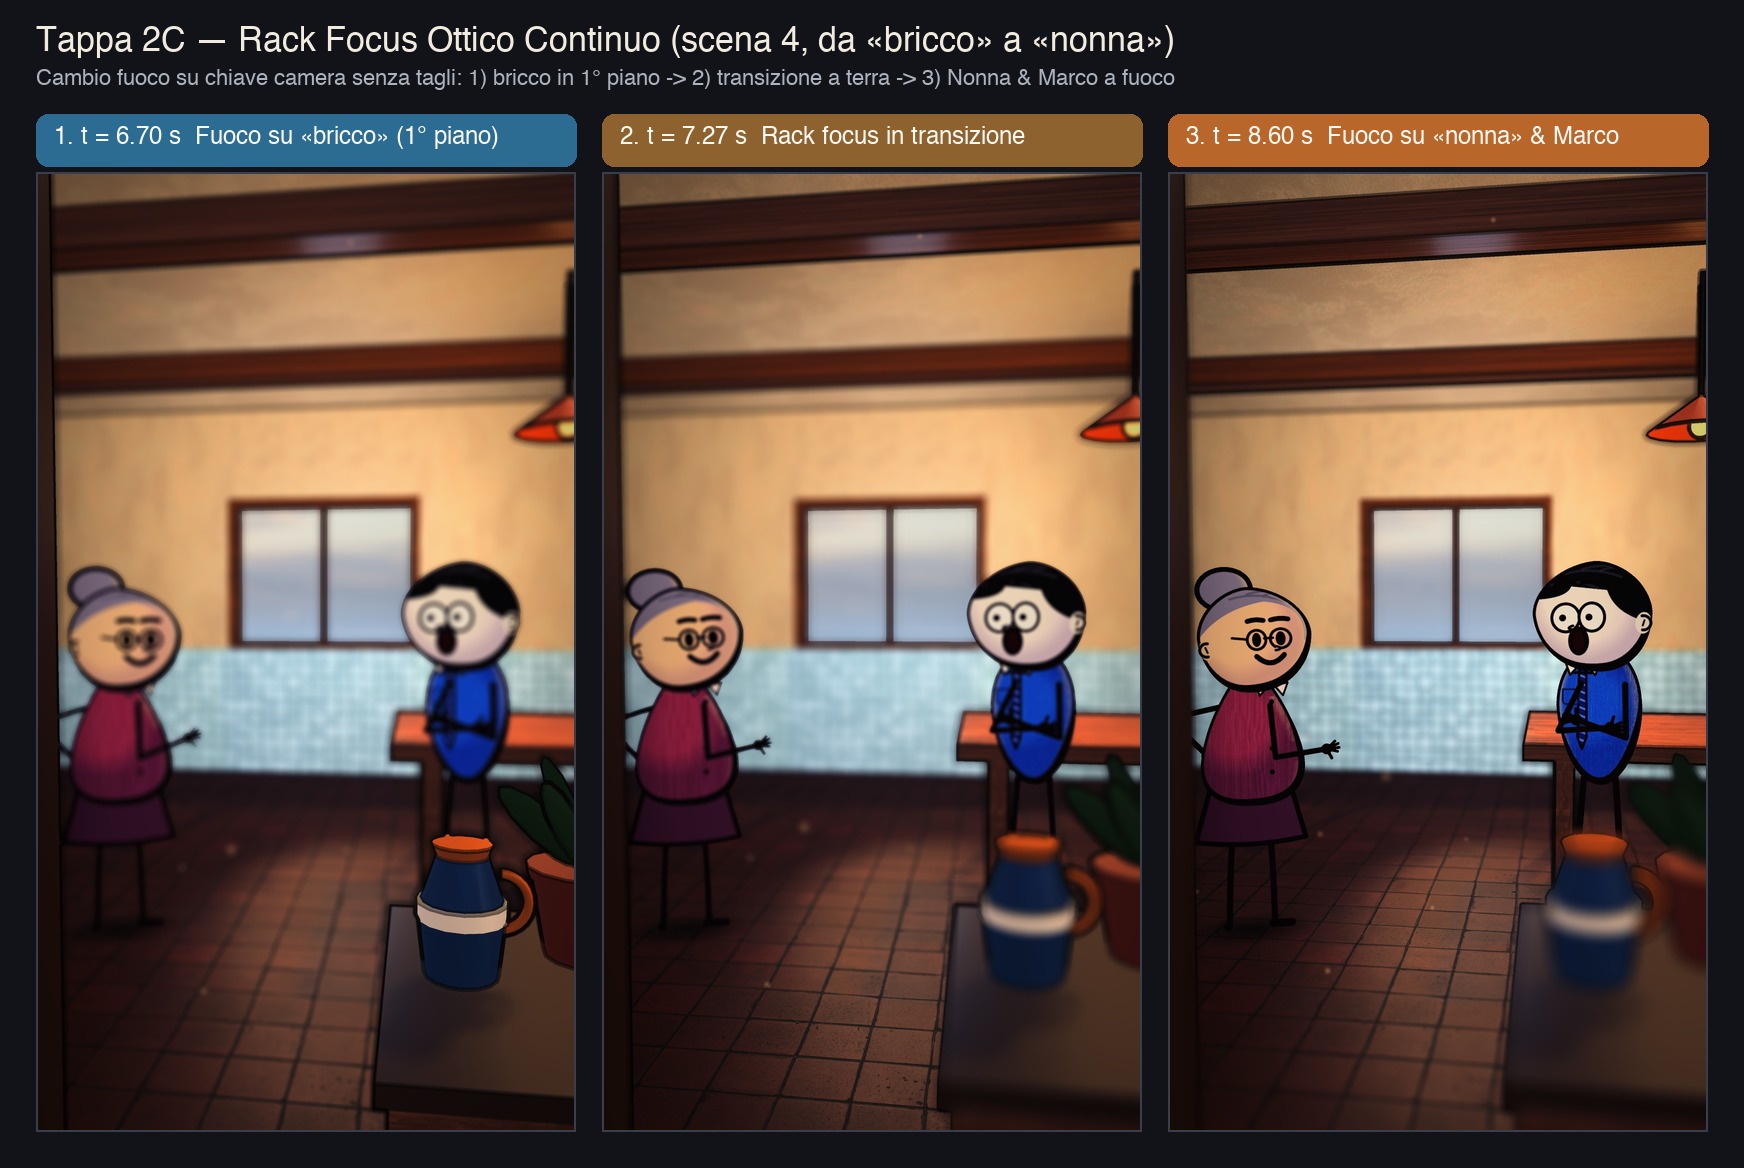 Tappa 2C — Rack Focus Ottico Continuo (scena 4, da «bricco» a «nonna»)
Cambio fuoco su chiave camera senza tagli: 1) bricco in 1° piano -> 2) transizione a terra -> 3) Nonna & Marco a fuoco
1. t = 6.70 s  Fuoco su «bricco» (1° piano)
2. t = 7.27 s  Rack focus in transizione
3. t = 8.60 s  Fuoco su «nonna» & Marco